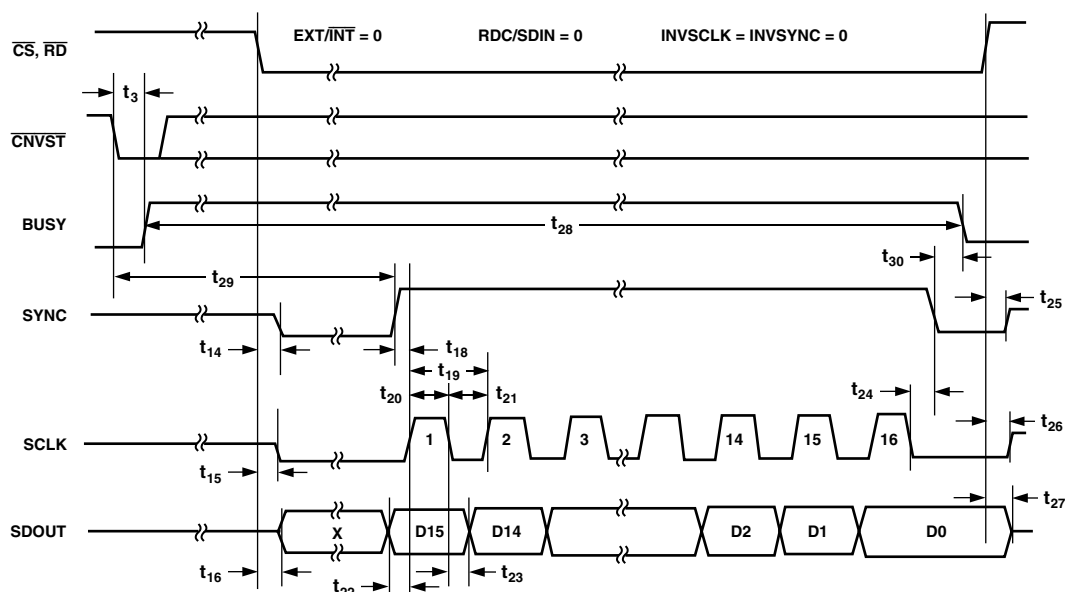 EXT/INT = 0 RDC/SDIN = 0 INVSCLK = INVSYNC = 0
CS, RD
t3
CNVST
BUSY
t28
t30
t29
t25
SYNC
t14
t18
t19
t20
t21
t24
t26
SCLK
1 2 3 14 15 16
t15
t27
SDOUT
X D15 D14 D2 D1 D0
t16
t22
t23